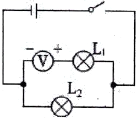 − V + L₁
L₂